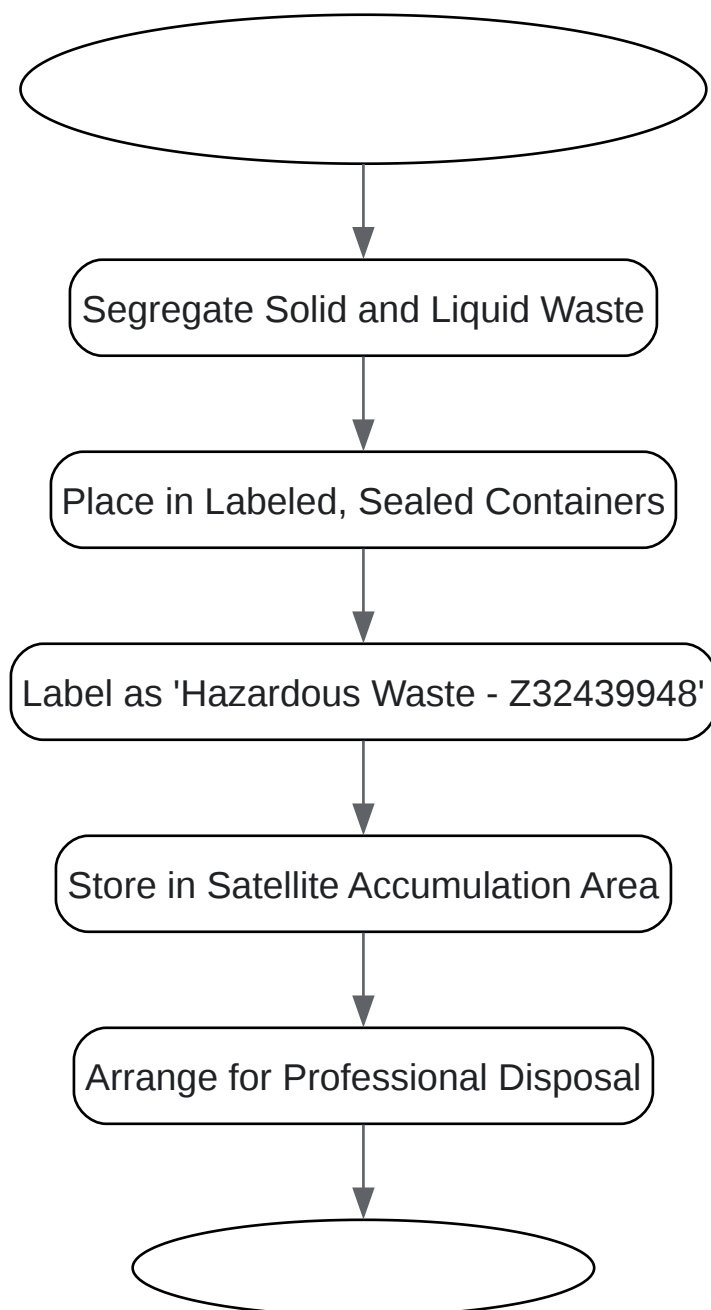 Segregate Solid and Liquid Waste
Place in Labeled, Sealed Containers
Label as 'Hazardous Waste - Z32439948'
Store in Satellite Accumulation Area
Arrange for Professional Disposal